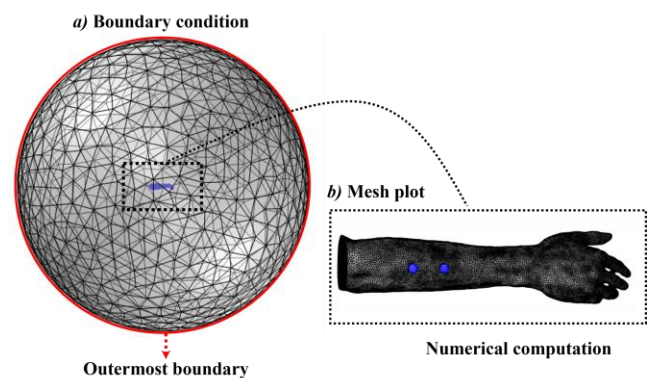 a) Boundary condition
b) Mesh plot
Numerical computation
Outermost boundary